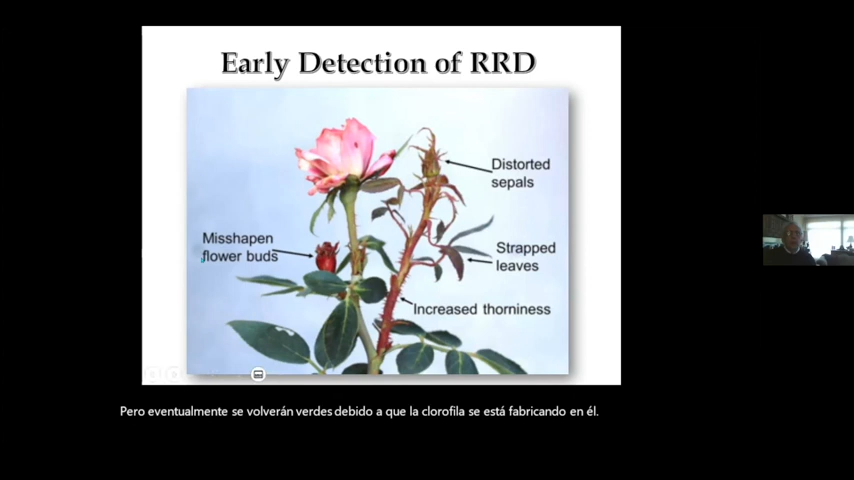 Early Detection of RRD
Distorted
sepals
Misshapen
flower buds
Strapped
leaves
Increased thorniness
Pero eventualmente se volverán verdes debido a que la clorofila se está fabricando en él.